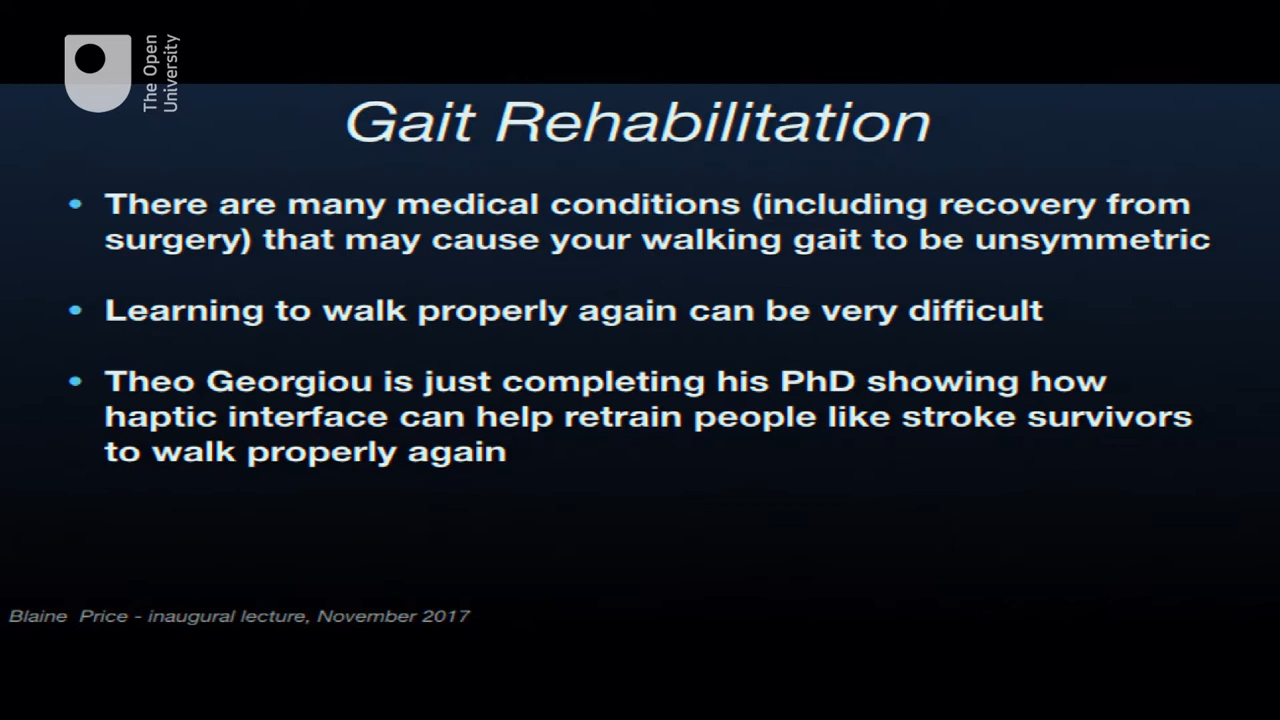 The Open
University
Gait Rehabilitation
• There are many medical conditions (including recovery from
surgery) that may cause your walking gait to be unsymmetric
• Learning to walk properly again can be very difficult
• Theo Georgiou is just completing his PhD showing how
haptic interface can help retrain people like stroke survivors
to walk properly again
Blaine Price - inaugural lecture, November 2017